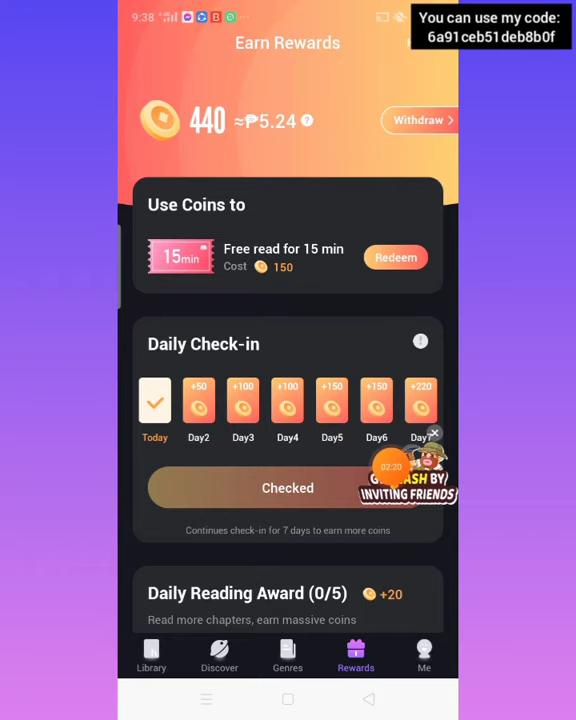 You can use my code:
6a91ceb51deb8b0f
9:38
Earn Rewards
440 ≈₱5.24 ?
Withdraw >
Use Coins to
15min
Free read for 15 min
Cost 150
Redeem
Daily Check-in
!
+50 +100 +100 +150 +150 +220
Today Day2 Day3 Day4 Day5 Day6 Day7
02:20
CASH BY
INVITING FRIENDS
Checked
Continues check-in for 7 days to earn more coins
Daily Reading Award (0/5) +20
Read more chapters, earn massive coins
Library Discover Genres Rewards Me